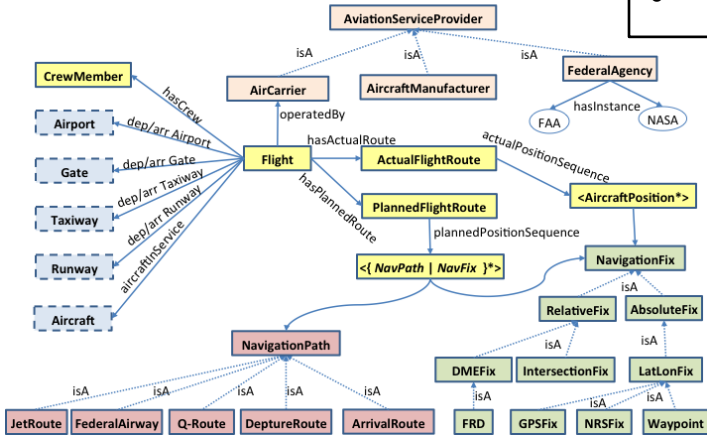 AviationServiceProvider
isA
isA
isA
CrewMember
AirCarrier
AircraftManufacturer
FederalAgency
hasCrew
operatedBy
hasInstance
FAA
NASA
Airport
dep/arr Airport
hasActualRoute
actualPositionSequence
Gate
dep/arr Gate
Flight
ActualFlightRoute
Taxiway
dep/arr Taxiway
hasPlannedRoute
PlannedFlightRoute
<AircraftPosition*>
dep/arr Runway
plannedPositionSequence
Runway
aircraftInService
<{ NavPath | NavFix }*>
NavigationFix
isA
Aircraft
RelativeFix
AbsoluteFix
NavigationPath
isA
isA
isA
DMEFix
IntersectionFix
LatLonFix
isA
isA
isA
isA
isA
isA
isA
isA
isA
JetRoute
FederalAirway
Q-Route
DeptureRoute
ArrivalRoute
FRD
GPSFix
NRSFix
Waypoint